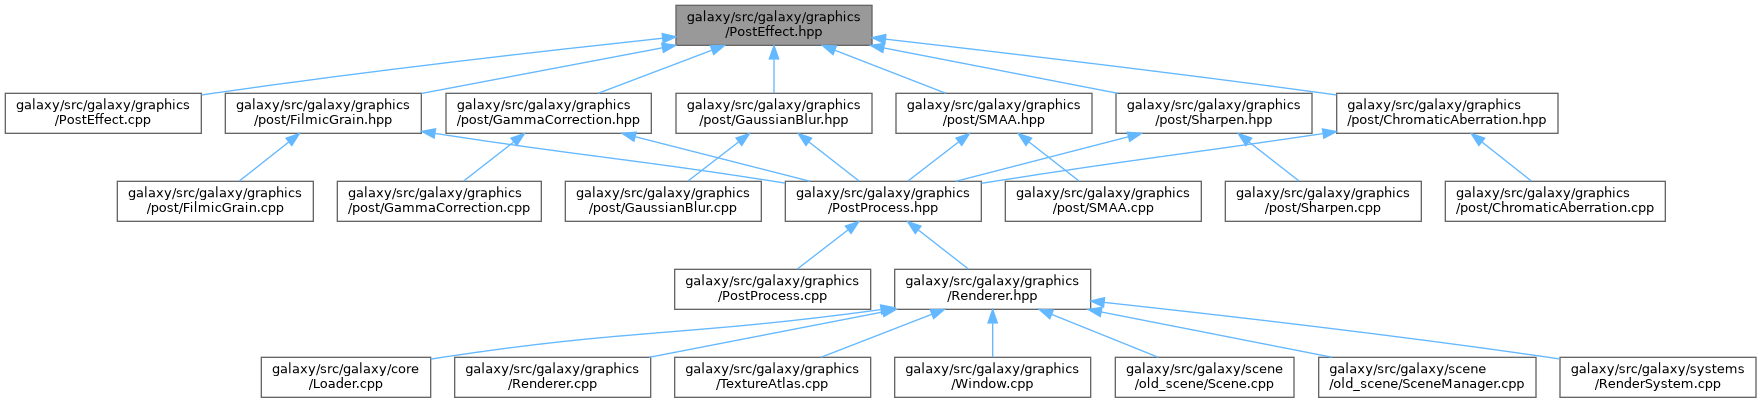 galaxy/src/galaxy/graphics
/PostEffect.hpp
galaxy/src/galaxy/graphics
/PostEffect.cpp
galaxy/src/galaxy/graphics
/post/FilmicGrain.hpp
galaxy/src/galaxy/graphics
/post/GammaCorrection.hpp
galaxy/src/galaxy/graphics
/post/GaussianBlur.hpp
galaxy/src/galaxy/graphics
/post/SMAA.hpp
galaxy/src/galaxy/graphics
/post/Sharpen.hpp
galaxy/src/galaxy/graphics
/post/ChromaticAberration.hpp
galaxy/src/galaxy/graphics
/post/FilmicGrain.cpp
galaxy/src/galaxy/graphics
/post/GammaCorrection.cpp
galaxy/src/galaxy/graphics
/post/GaussianBlur.cpp
galaxy/src/galaxy/graphics
/PostProcess.hpp
galaxy/src/galaxy/graphics
/post/SMAA.cpp
galaxy/src/galaxy/graphics
/post/Sharpen.cpp
galaxy/src/galaxy/graphics
/post/ChromaticAberration.cpp
galaxy/src/galaxy/graphics
/PostProcess.cpp
galaxy/src/galaxy/graphics
/Renderer.hpp
galaxy/src/galaxy/core
/Loader.cpp
galaxy/src/galaxy/graphics
/Renderer.cpp
galaxy/src/galaxy/graphics
/TextureAtlas.cpp
galaxy/src/galaxy/graphics
/Window.cpp
galaxy/src/galaxy/scene
/old_scene/Scene.cpp
galaxy/src/galaxy/scene
/old_scene/SceneManager.cpp
galaxy/src/galaxy/systems
/RenderSystem.cpp